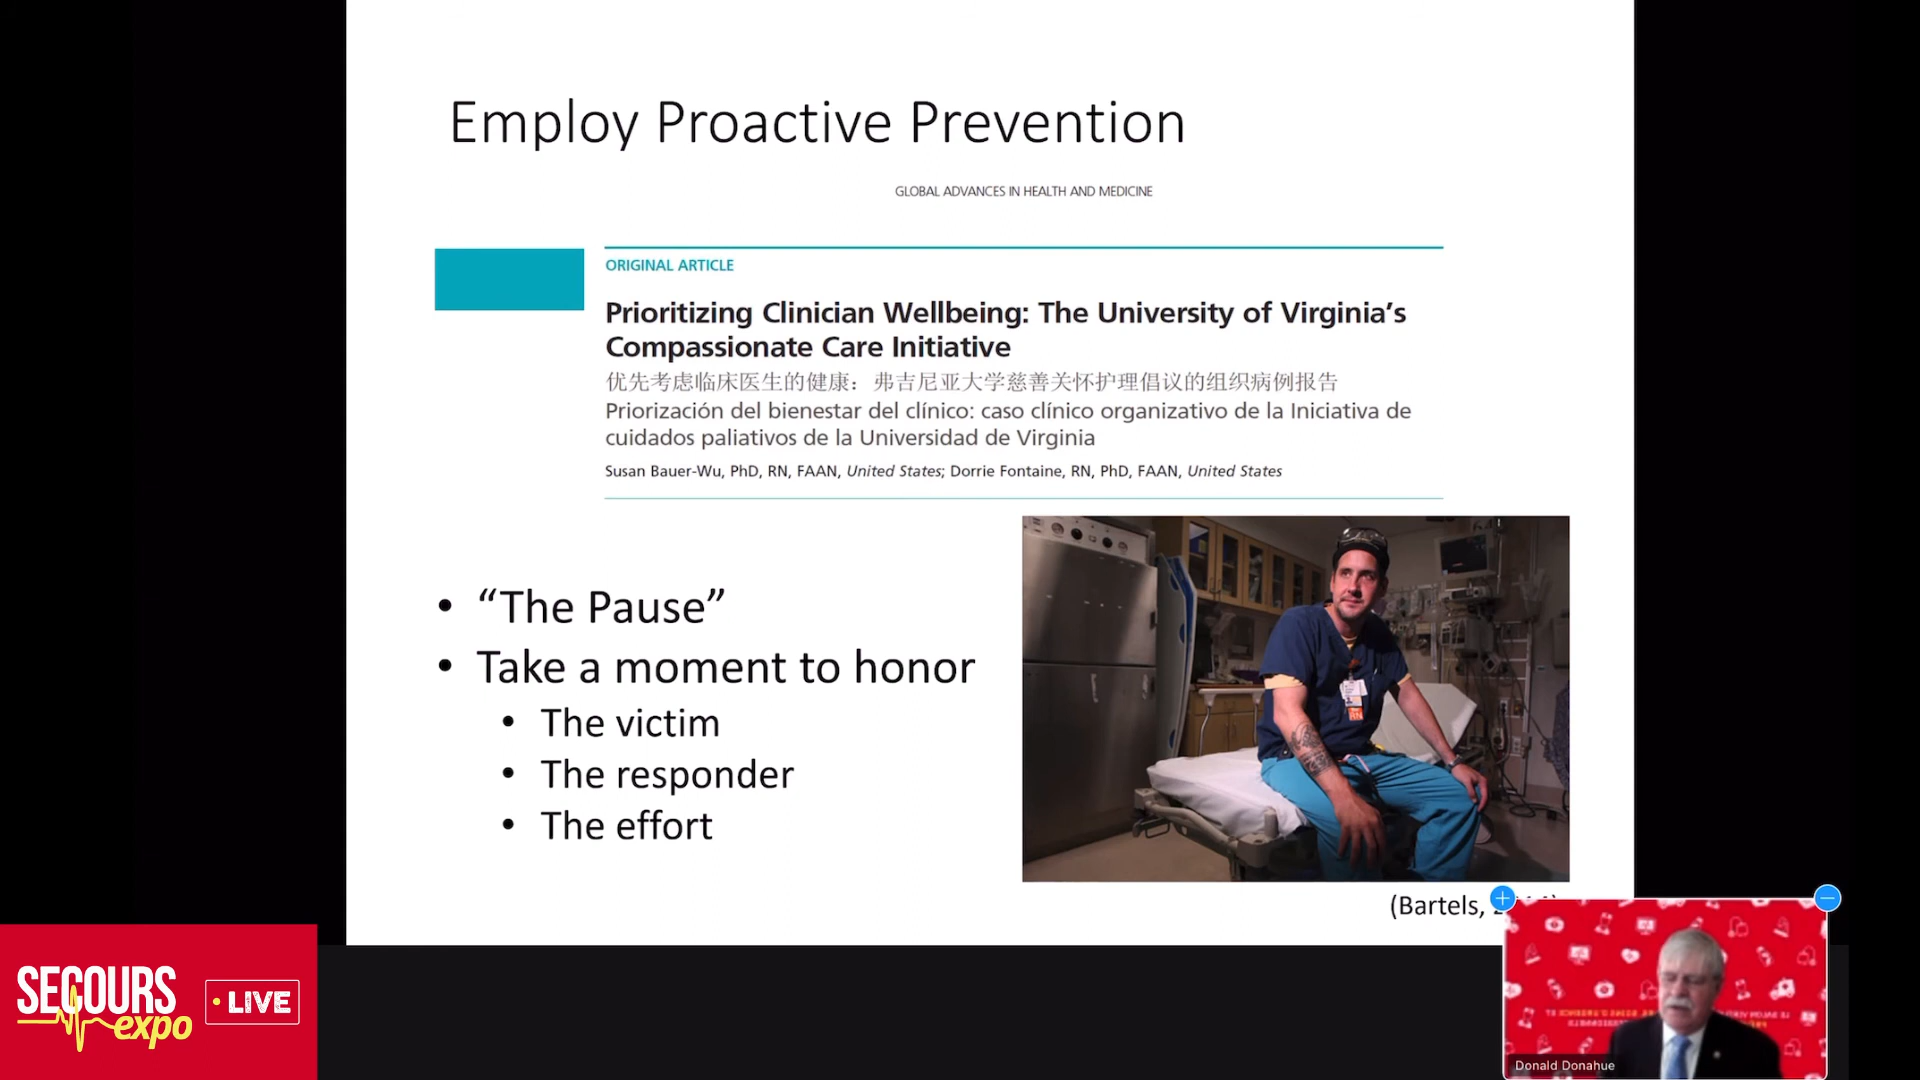 Employ Proactive Prevention
GLOBAL ADVANCES IN HEALTH AND MEDICINE
ORIGINAL ARTICLE
Prioritizing Clinician Wellbeing: The University of Virginia’s
Compassionate Care Initiative
优先考虑临床医生的健康：弗吉尼亚大学慈善关怀护理倡议的组织病例报告
Priorización del bienestar del clínico: caso clínico organizativo de la Iniciativa de
cuidados paliativos de la Universidad de Virginia
Susan Bauer-Wu, PhD, RN, FAAN, United States; Dorrie Fontaine, RN, PhD, FAAN, United States
• “The Pause”
• Take a moment to honor
• The victim
• The responder
• The effort
(Bartels,
SECOURS
expo
• LIVE
Donald Donahue